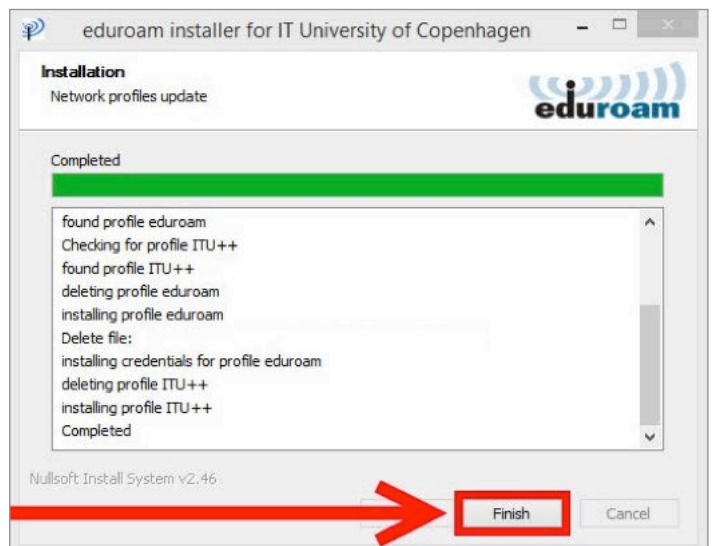 eduroam installer for IT University of Copenhagen
Installation
Network profiles update
eduroam
Completed
found profile eduroam
Checking for profile ITU++
found profile ITU++
deleting profile eduroam
installing profile eduroam
Delete file:
installing credentials for profile eduroam
deleting profile ITU++
installing profile ITU++
Completed
Nullsoft Install System v2.46
Finish
Cancel